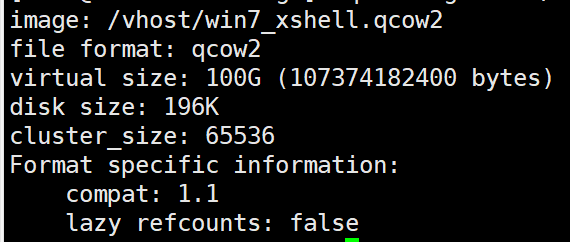 image: /vhost/win7_xshell.qcow2
file format: qcow2
virtual size: 100G (107374182400 bytes)
disk size: 196K
cluster_size: 65536
Format specific information:
    compat: 1.1
    lazy refcounts: false